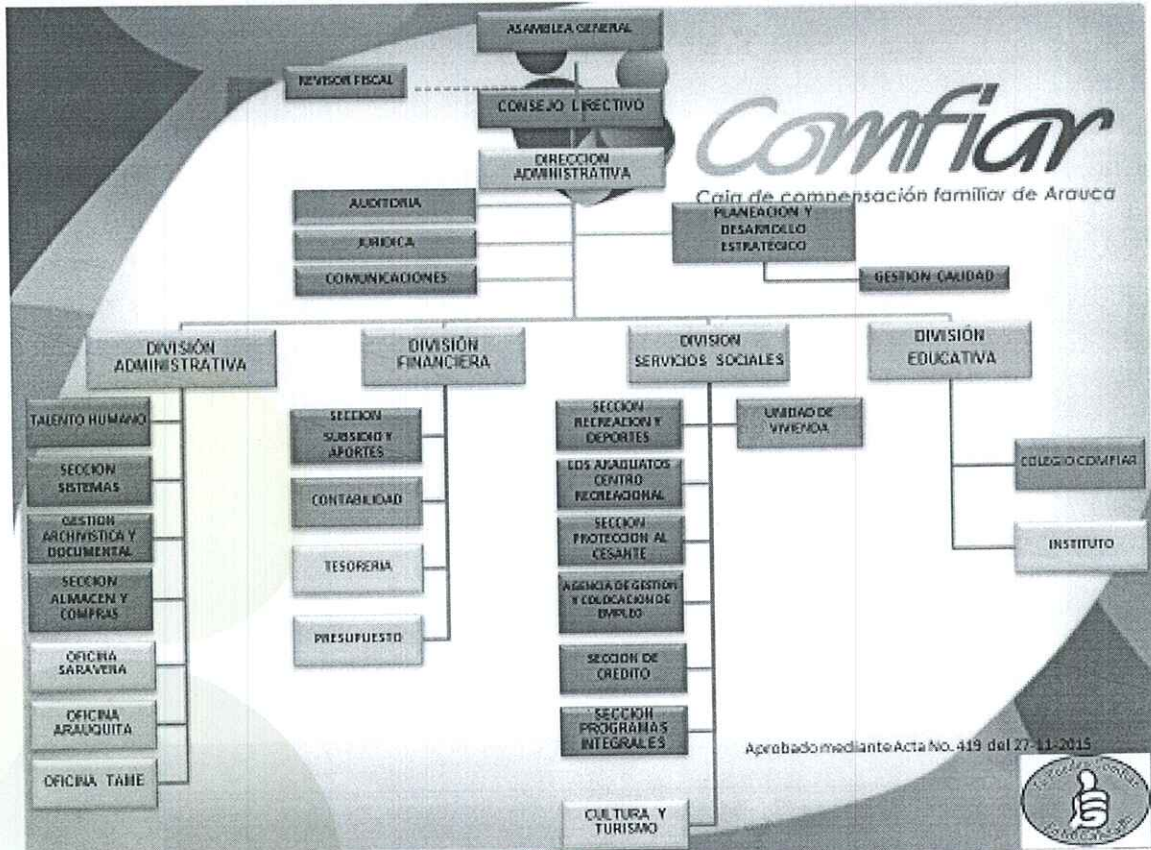 ASAMBLEA GENERAL
REVISOR FISCAL
CONSEJO DIRECTIVO
DIRECCION
ADMINISTRATIVA
Comfiar
Caja de compensación familiar de Arauca
AUDITORIA
JURIDICA
COMUNICACIONES
PLANEACION Y
DESARROLLO
ESTRATÉGICO
GESTION CALIDAD
DIVISIÓN
ADMINISTRATIVA
TALENTO HUMANO
SECCION
SISTEMAS
GESTION
ARCHIVISTICA Y
DOCUMENTAL
SECCION
ALMACEN Y
COMPRAS
OFICINA
SARAVENA
OFICINA
ARAUQUITA
OFICINA TAME
DIVISIÓN
FINANCIERA
SECCION
SUBSIDIO Y
APORTES
CONTABILIDAD
TESORERIA
PRESUPUESTO
DIVISION
SERVICIOS SOCIALES
SECCION
RECREACION Y
DEPORTES
UNIDAD DE
VIVIENDA
LOS ARAGUATOS
CENTRO
RECREACIONAL
SECCION
PROTECCION AL
CESANTE
AGENCIA DE GESTION
Y COLOCACION DE
EMPLEO
SECCION DE
CREDITO
SECCION
PROGRAMAS
INTEGRALES
CULTURA Y
TURISMO
DIVISIÓN
EDUCATIVA
COLEGIO COMFIAR
INSTITUTO
Aprobado mediante Acta No. 419 del 27-11-2015